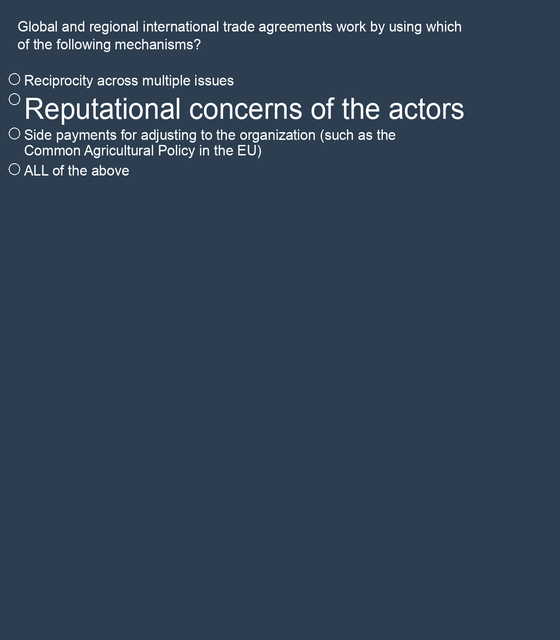 Global and regional international trade agreements work by using which
of the following mechanisms?
Reciprocity across multiple issues
Reputational concerns of the actors
Side payments for adjusting to the organization (such as the
Common Agricultural Policy in the EU)
ALL of the above